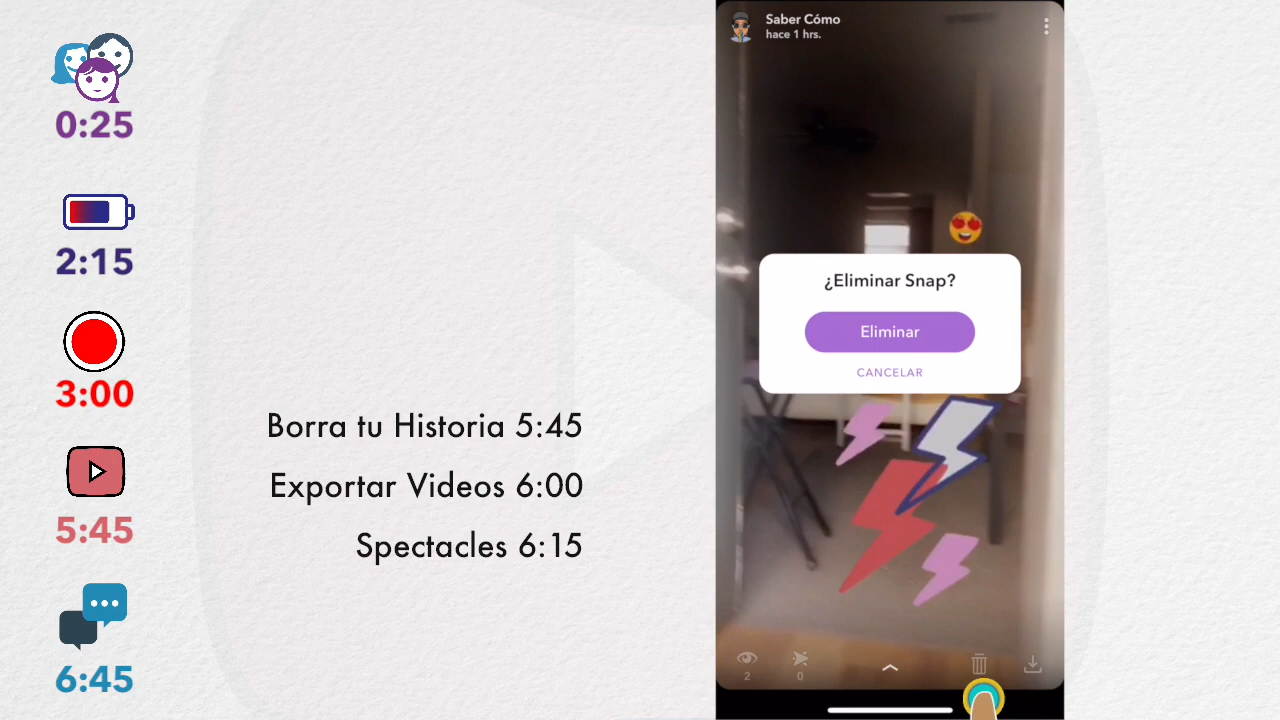 0:25
2:15
3:00
5:45
6:45
Borra tu Historia 5:45
Exportar Videos 6:00
Spectacles 6:15
Saber Cómo
hace 1 hrs.
¿Eliminar Snap?
Eliminar
CANCELAR
2
0